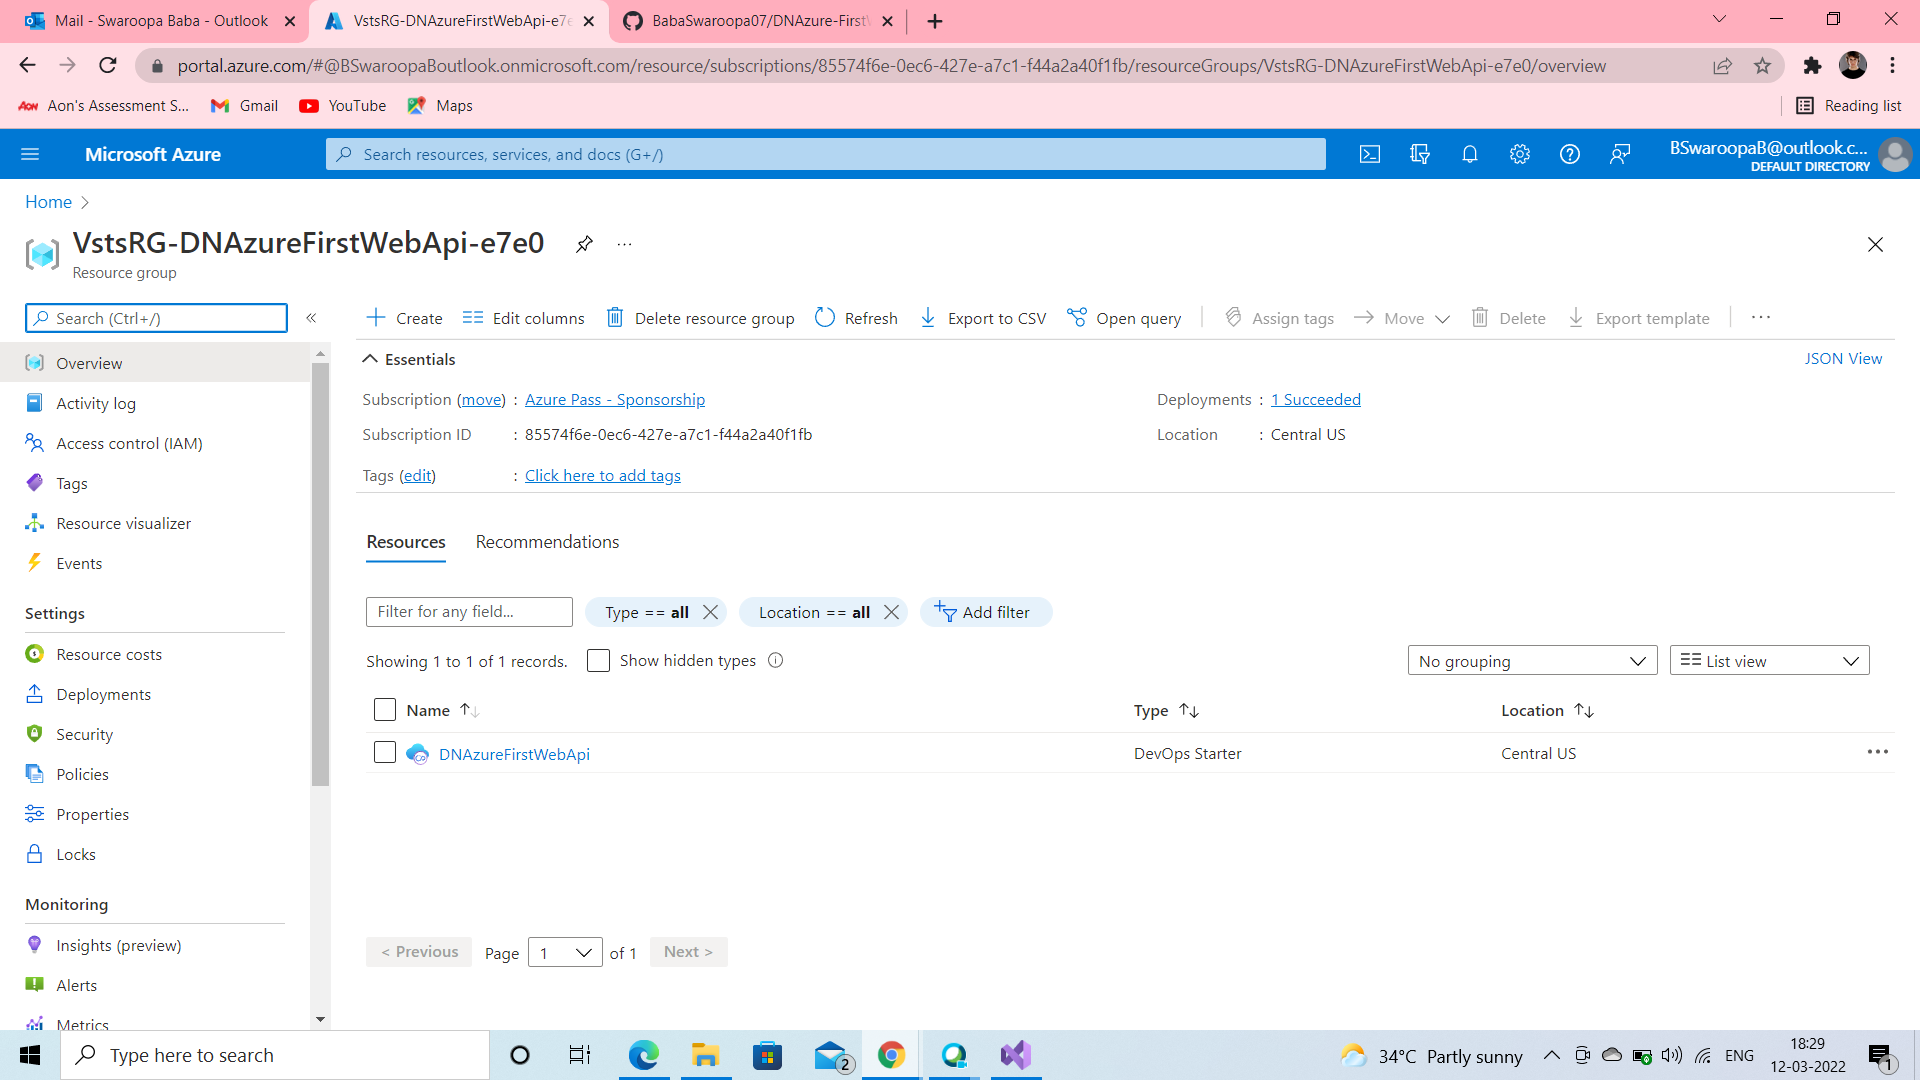 Mail - Swaroopa Baba - Outlook
VstsRG-DNAzureFirstWebApi-e7e
BabaSwaroopa07/DNAzure-First
portal.azure.com/#@BSwaroopaBoutlook.onmicrosoft.com/resource/subscriptions/85574f6e-0ec6-427e-a7c1-f44a2a40f1fb/resourceGroups/VstsRG-DNAzureFirstWebApi-e7e0/overview
Aon Aon's Assessment S...
Gmail
YouTube
Maps
Reading list
Microsoft Azure
Search resources, services, and docs (G+/)
BSwaroopaB@outlook.c...
DEFAULT DIRECTORY
Home
VstsRG-DNAzureFirstWebApi-e7e0
...
Resource group
Search (Ctrl+/)
«
Create
Edit columns
Delete resource group
Refresh
Export to CSV
Open query
Assign tags
Move
Delete
Export template
...
Overview
Activity log
Access control (IAM)
Tags
Resource visualizer
Events
Settings
Resource costs
Deployments
Security
Policies
Properties
Locks
Monitoring
Insights (preview)
Alerts
Metrics
Essentials
JSON View
Subscription (move) : Azure Pass - Sponsorship
Deployments : 1 Succeeded
Subscription ID : 85574f6e-0ec6-427e-a7c1-f44a2a40f1fb
Location : Central US
Tags (edit) : Click here to add tags
Resources
Recommendations
Filter for any field...
Type == all
Location == all
Add filter
Showing 1 to 1 of 1 records.
Show hidden types
No grouping
List view
Name
Type
Location
DNAzureFirstWebApi
DevOps Starter
Central US
...
< Previous
Page 1 of 1
Next >
Type here to search
2
34°C Partly sunny
ENG
18:29
12-03-2022
1